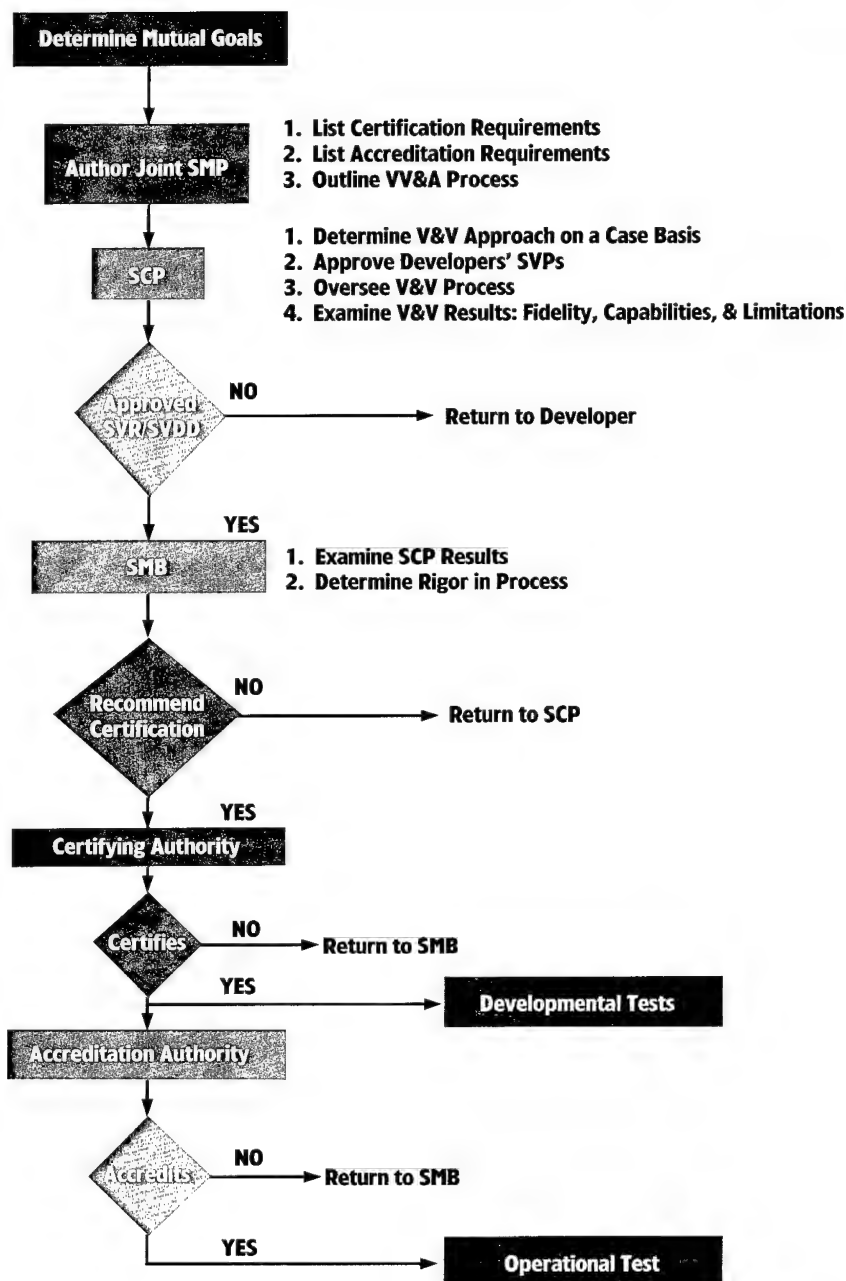 Determine Mutual Goals
Author Joint SMP
1. List Certification Requirements
2. List Accreditation Requirements
3. Outline VV&A Process
SCP
1. Determine V&V Approach on a Case Basis
2. Approve Developers' SVPs
3. Oversee V&V Process
4. Examine V&V Results: Fidelity, Capabilities, & Limitations
Approved
SVR/SVDD
NO
Return to Developer
YES
SMB
1. Examine SCP Results
2. Determine Rigor in Process
Recommend
Certification
NO
Return to SCP
YES
Certifying Authority
Certifies
NO
Return to SMB
YES
Developmental Tests
Accreditation Authority
Accredits
NO
Return to SMB
YES
Operational Test